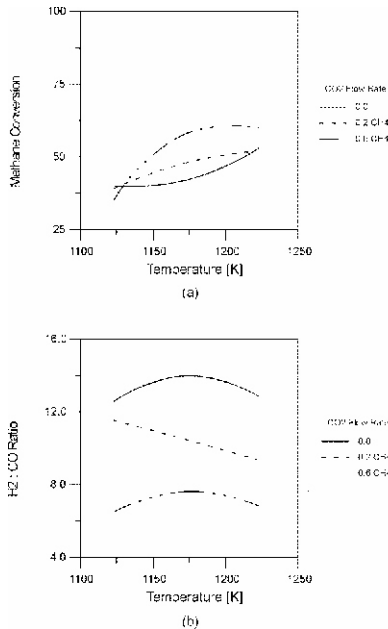 100
75
50
25
Methane Conversion
1100
1150
1200
1250
Temperature [K]
(a)
CO2 Flow Rate
0.0
0.2 CH4
CH4
16.0
12.0
8.0
4.0
H2 : CO Ratio
1100
1150
1200
1250
Temperature [K]
(b)
CO2 Flow Rate
0.0
0.2 CH4
0.6 CH4